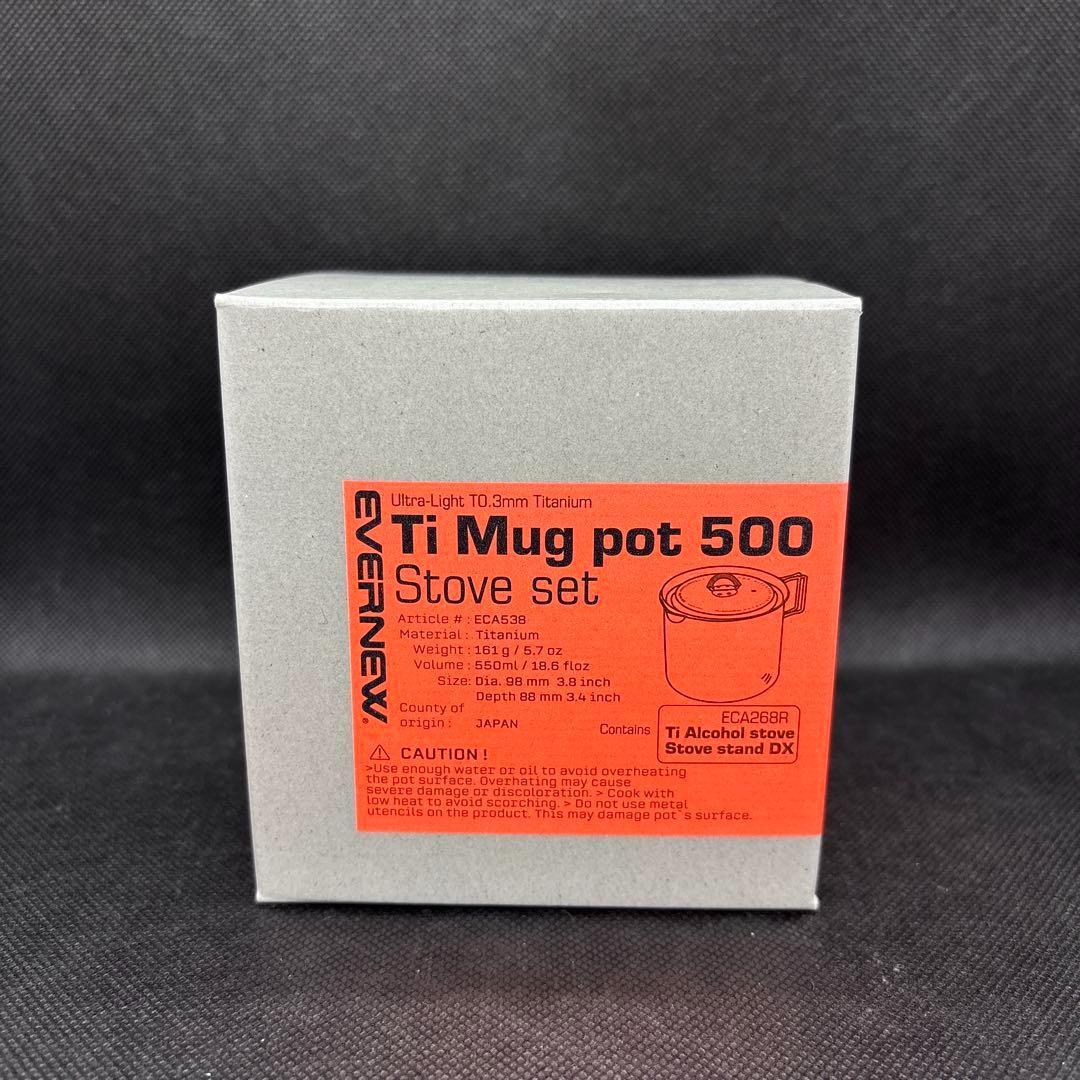 EVERNEW®
Ultra-Light T0.3mm Titanium
Ti Mug pot 500
Stove set
Article # : ECA538
Material : Titanium
Weight : 161 g / 5.7 oz
Volume : 550ml / 18.6 floz
Size: Dia. 98 mm 3.8 inch
Depth 88 mm 3.4 inch
County of
origin : JAPAN
Contains
ECA268R
Ti Alcohol stove
Stove stand DX
⚠ CAUTION !
>Use enough water or oil to avoid overheating
the pot surface. Overhating may cause
severe damage or discoloration. > Cook with
low heat to avoid scorching. > Do not use metal
utencils on the product. This may damage pot`s surface.